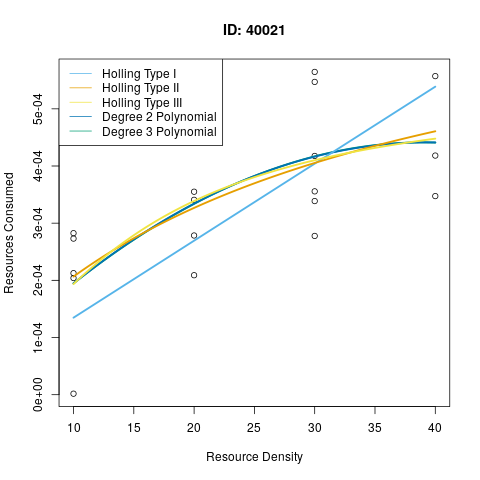 ID: 40021
Holling Type I
Holling Type II
Holling Type III
Degree 2 Polynomial
Degree 3 Polynomial
Resources Consumed
5e-04
4e-04
3e-04
2e-04
1e-04
0e+00
10 15 20 25 30 35 40
Resource Density